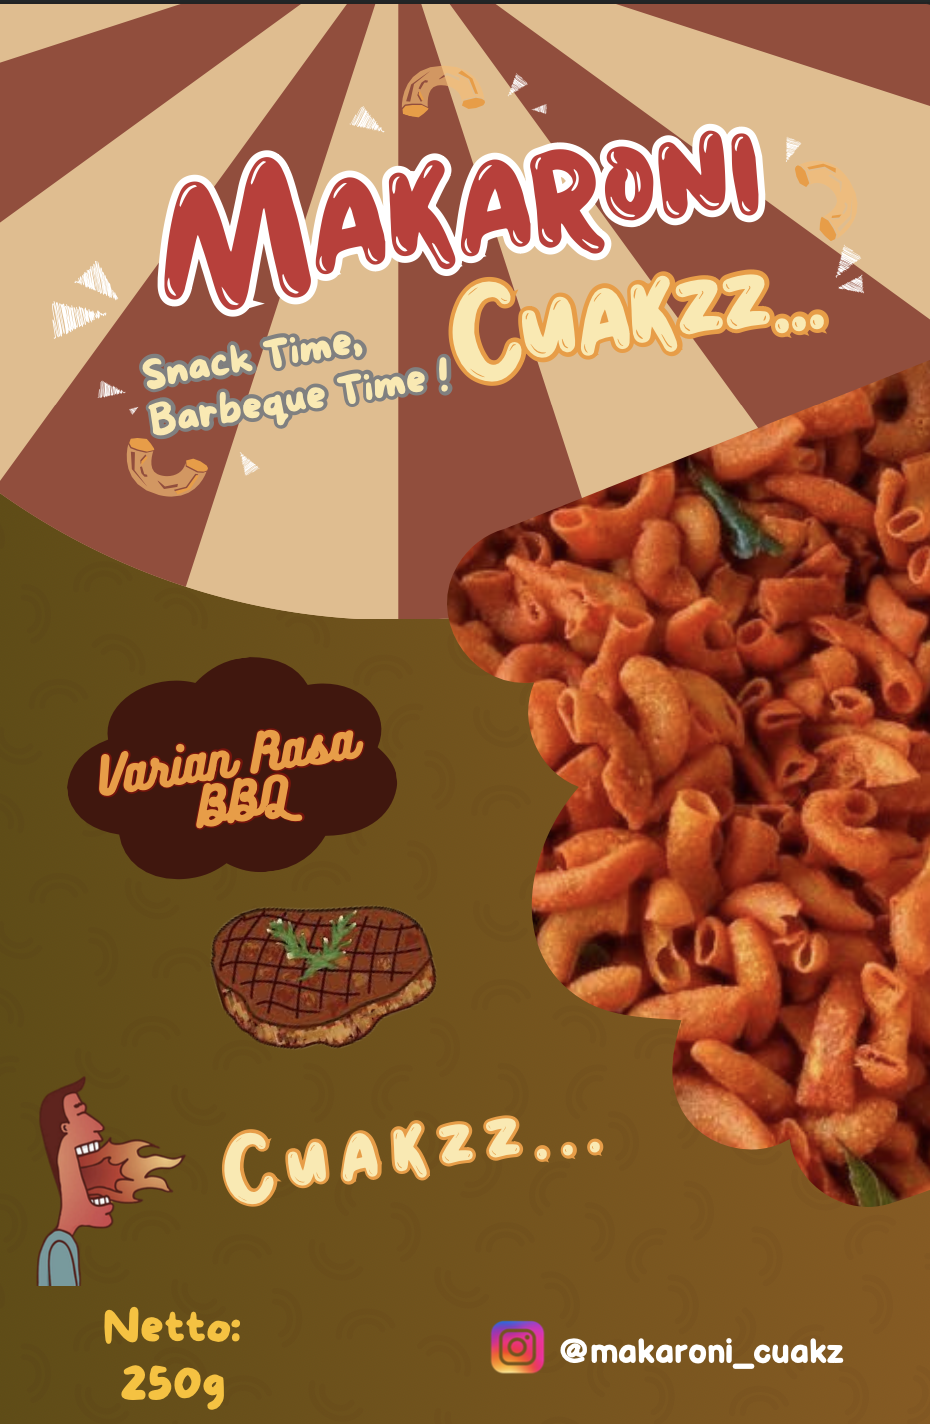 MAKARONI
CUAKZZ...
Snack Time,
Barbeque Time !
Varian Rasa
BBQ
CUAKZZ...
Netto:
250g
@makaroni_cuakz